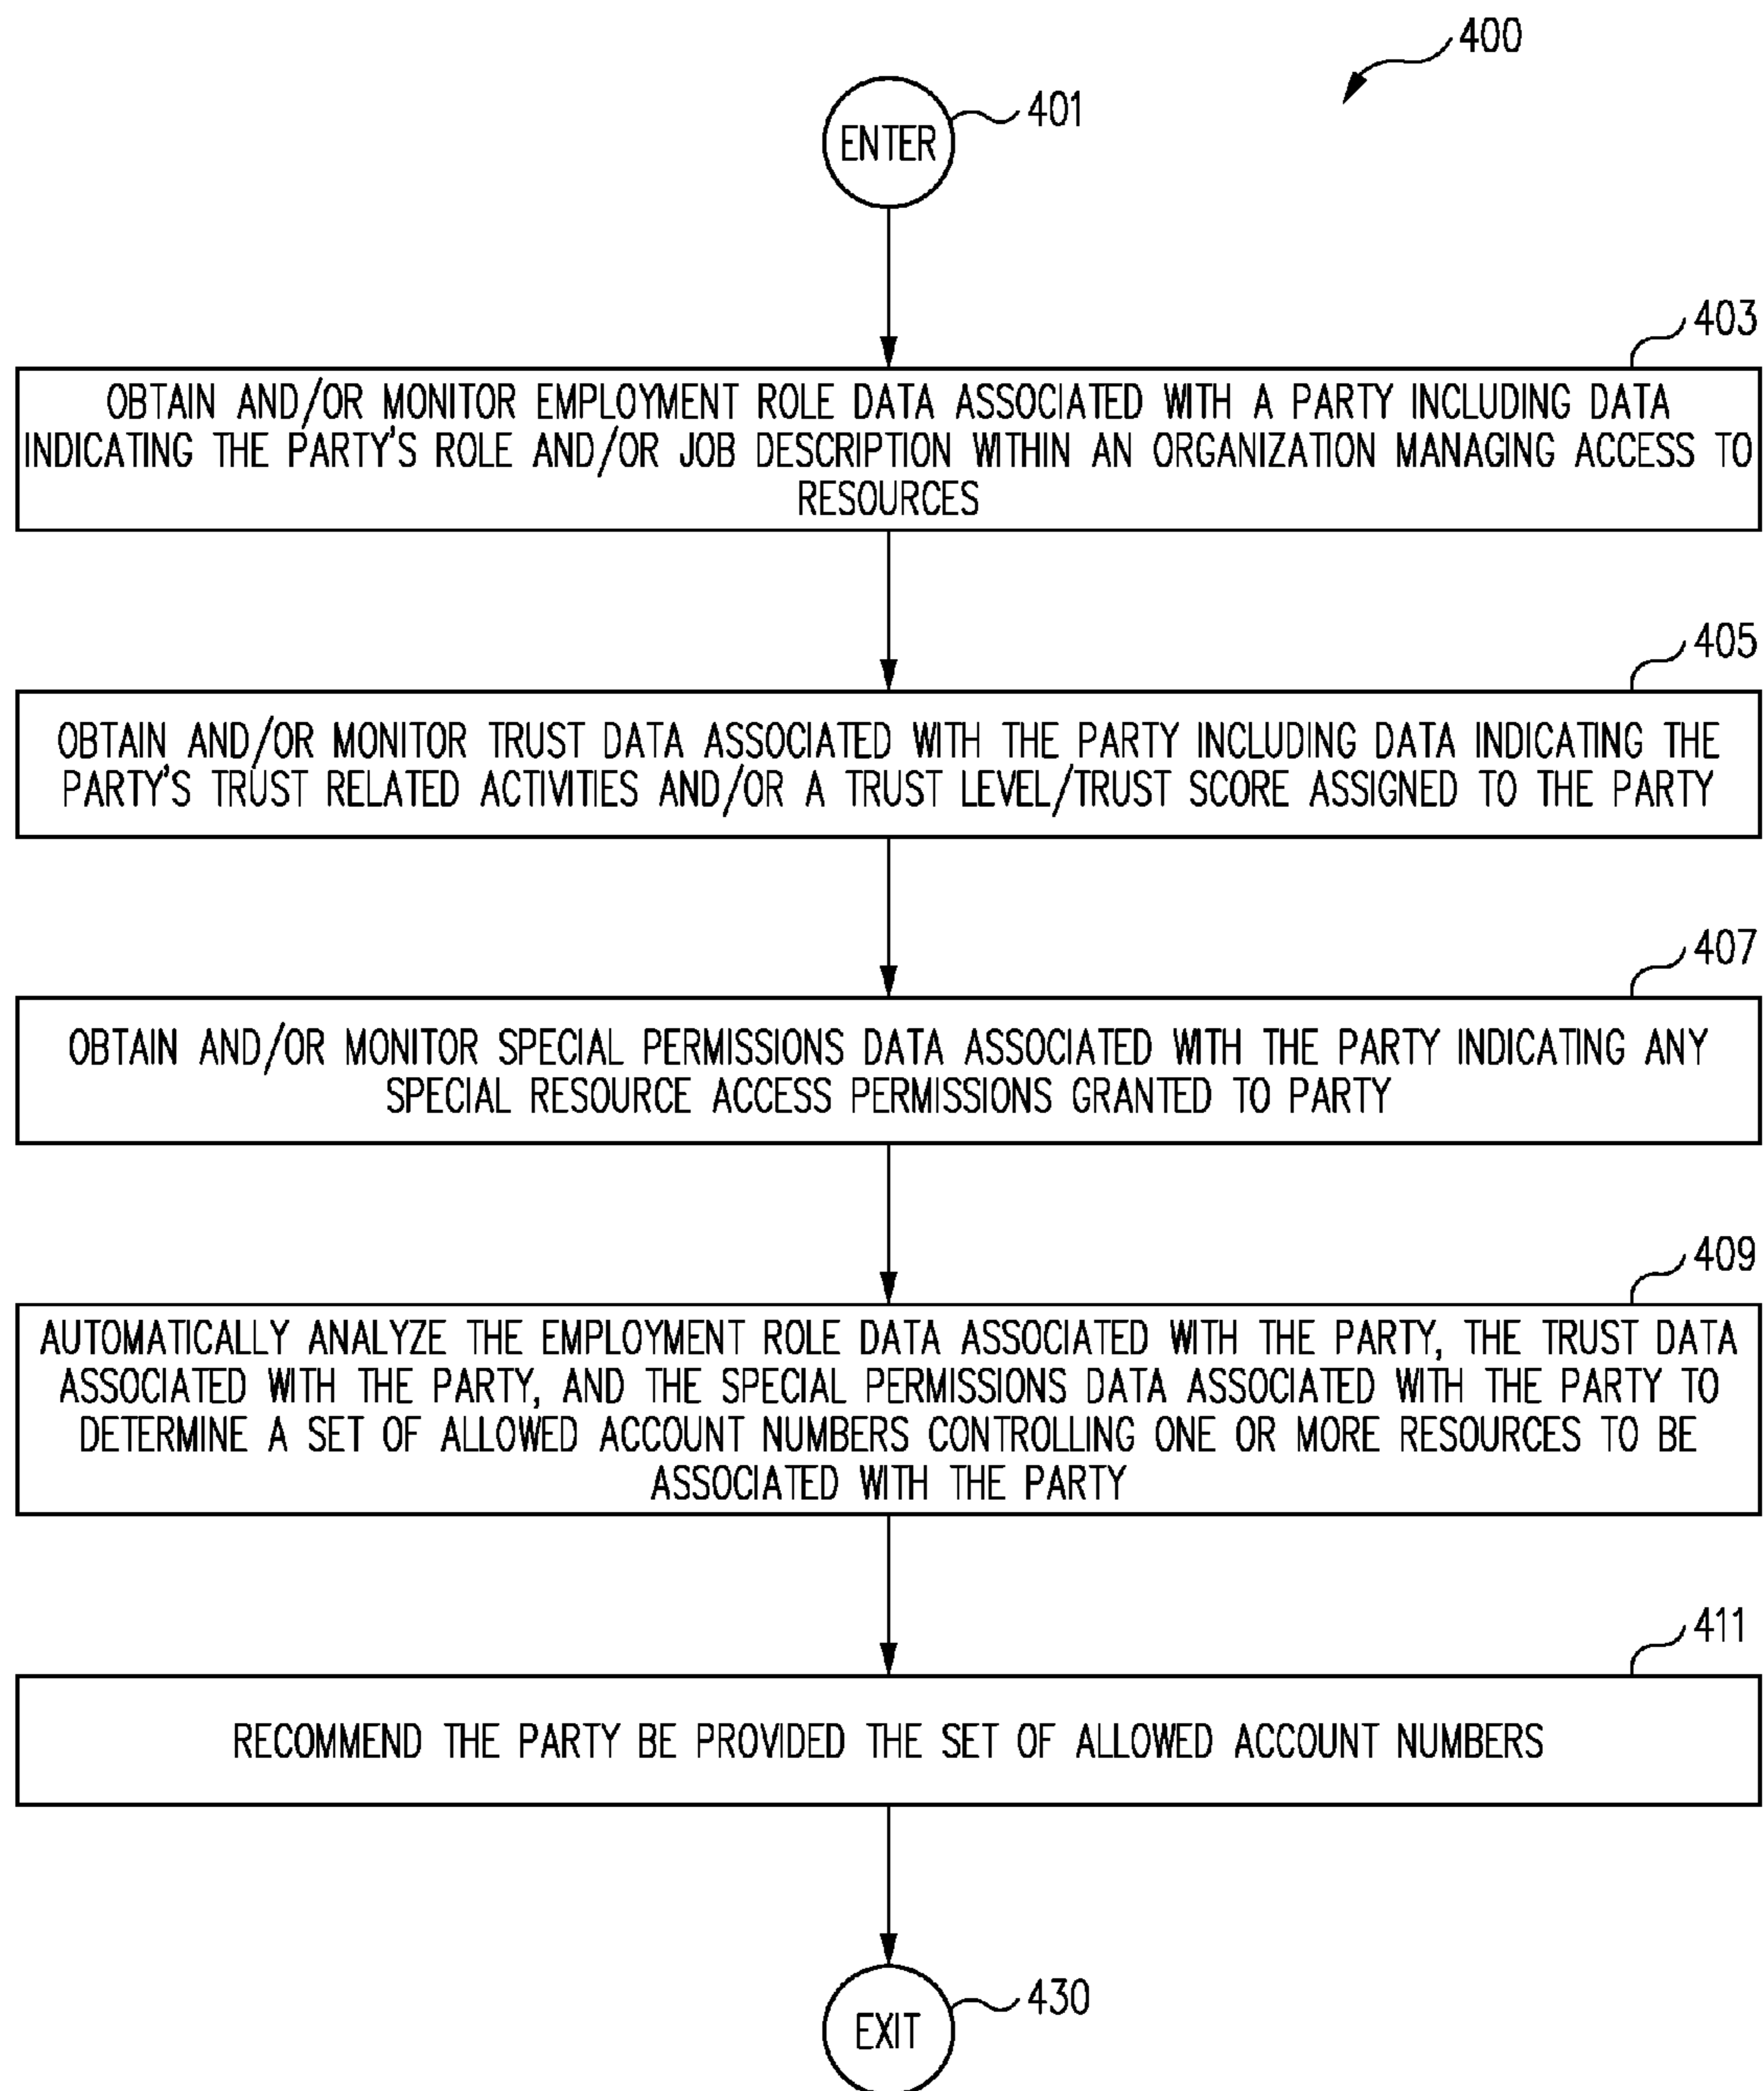 400
ENTER
401
403
OBTAIN AND/OR MONITOR EMPLOYMENT ROLE DATA ASSOCIATED WITH A PARTY INCLUDING DATA
INDICATING THE PARTY'S ROLE AND/OR JOB DESCRIPTION WITHIN AN ORGANIZATION MANAGING ACCESS TO
RESOURCES
405
OBTAIN AND/OR MONITOR TRUST DATA ASSOCIATED WITH THE PARTY INCLUDING DATA INDICATING THE
PARTY'S TRUST RELATED ACTIVITIES AND/OR A TRUST LEVEL/TRUST SCORE ASSIGNED TO THE PARTY
407
OBTAIN AND/OR MONITOR SPECIAL PERMISSIONS DATA ASSOCIATED WITH THE PARTY INDICATING ANY
SPECIAL RESOURCE ACCESS PERMISSIONS GRANTED TO PARTY
409
AUTOMATICALLY ANALYZE THE EMPLOYMENT ROLE DATA ASSOCIATED WITH THE PARTY, THE TRUST DATA
ASSOCIATED WITH THE PARTY, AND THE SPECIAL PERMISSIONS DATA ASSOCIATED WITH THE PARTY TO
DETERMINE A SET OF ALLOWED ACCOUNT NUMBERS CONTROLLING ONE OR MORE RESOURCES TO BE
ASSOCIATED WITH THE PARTY
411
RECOMMEND THE PARTY BE PROVIDED THE SET OF ALLOWED ACCOUNT NUMBERS
EXIT
430